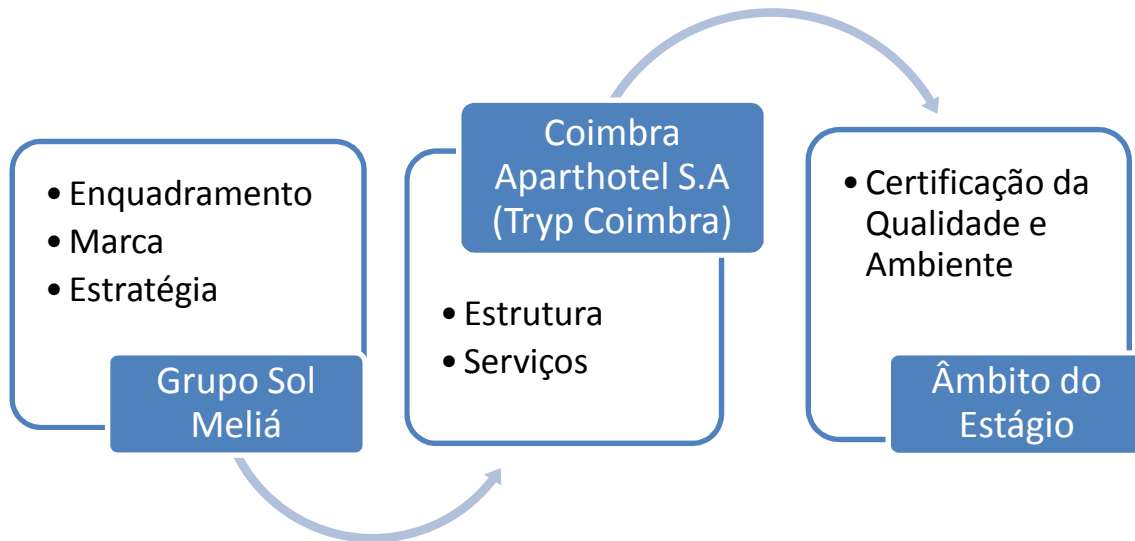 • Enquadramento
• Marca
• Estratégia
Grupo Sol
Meliá
Coimbra
Aparthotel S.A
(Tryp Coimbra)
• Estrutura
• Serviços
• Certificação da
Qualidade e
Ambiente
Âmbito do
Estágio